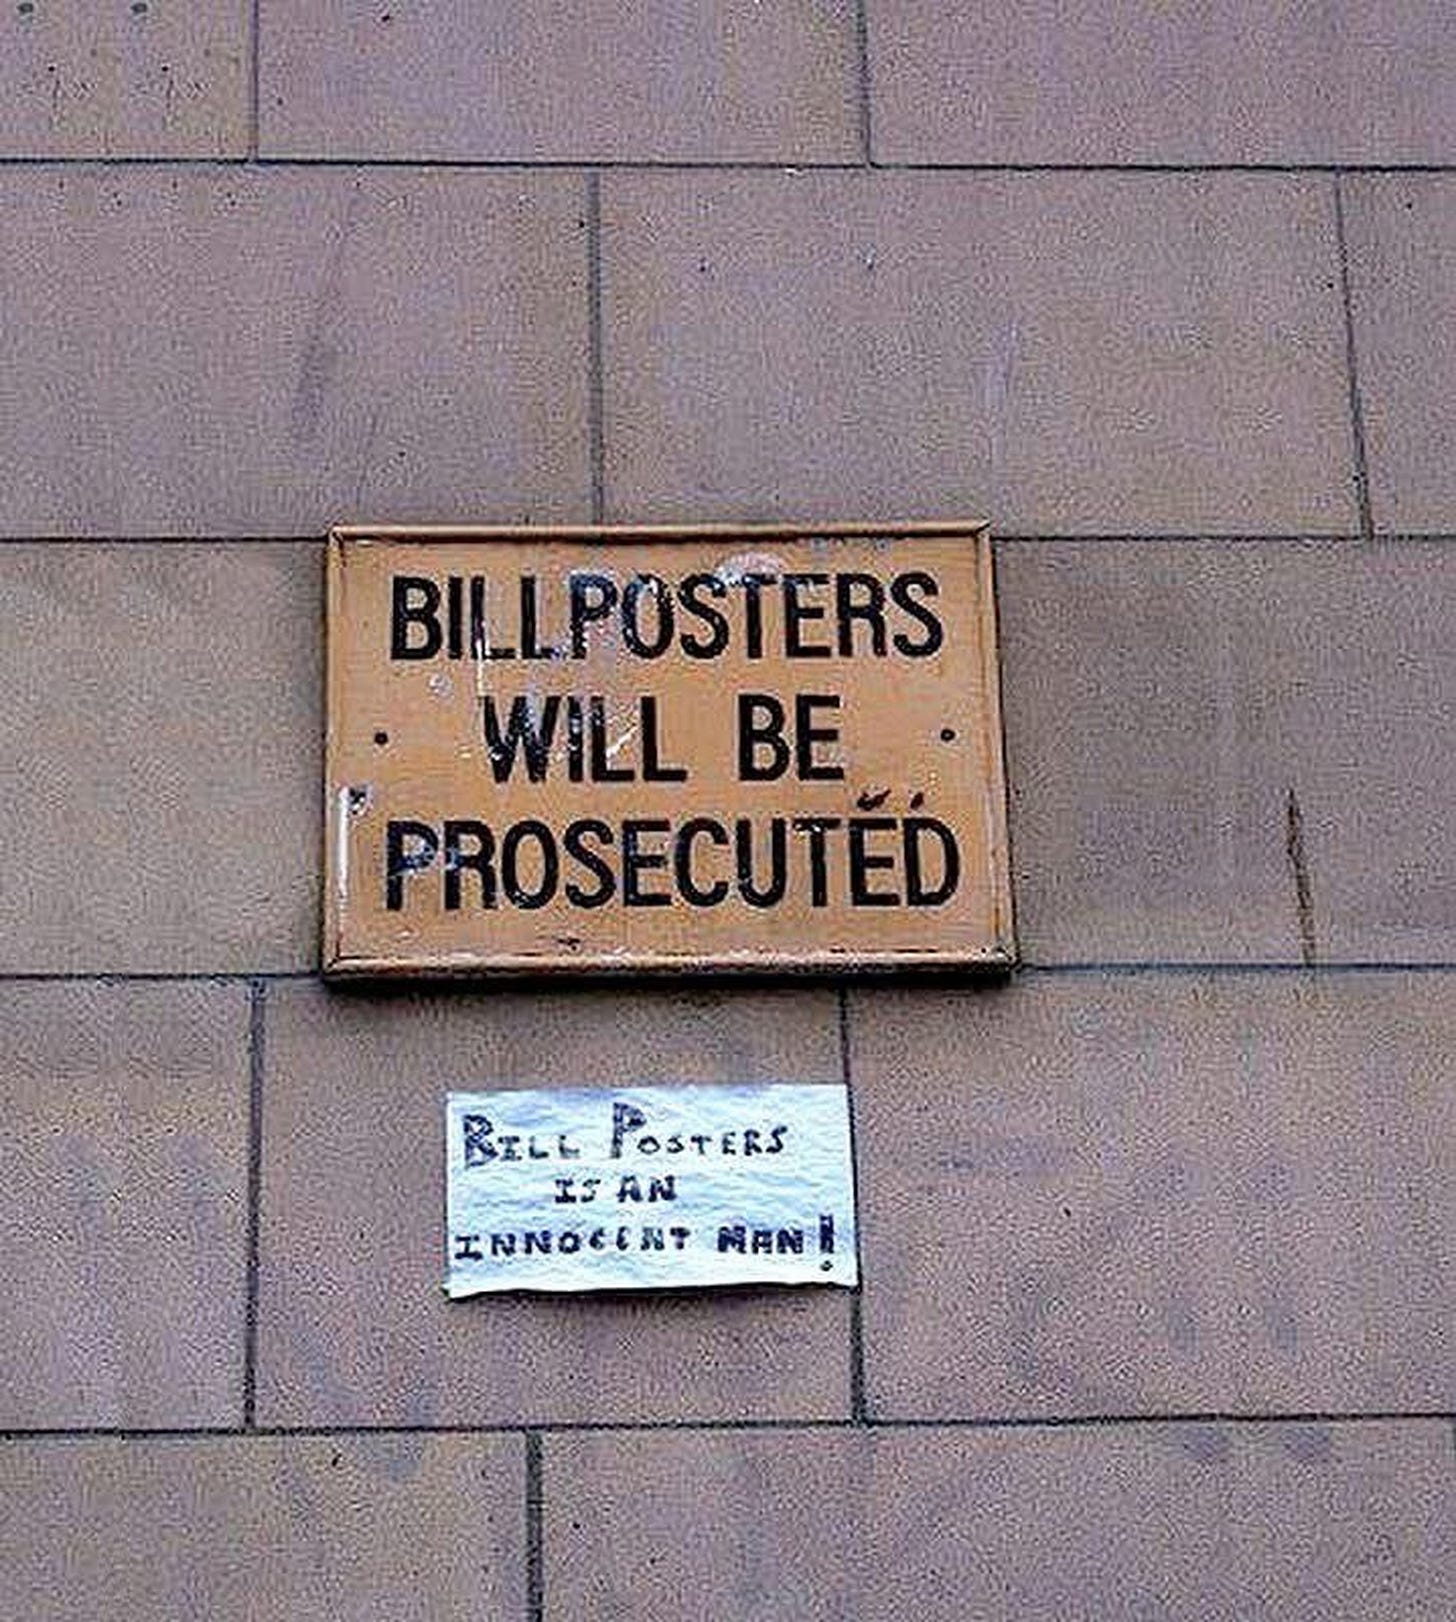 BILLPOSTERS
WILL BE
PROSECUTED
BILL POSTERS
IS AN
INNOCENT MAN!